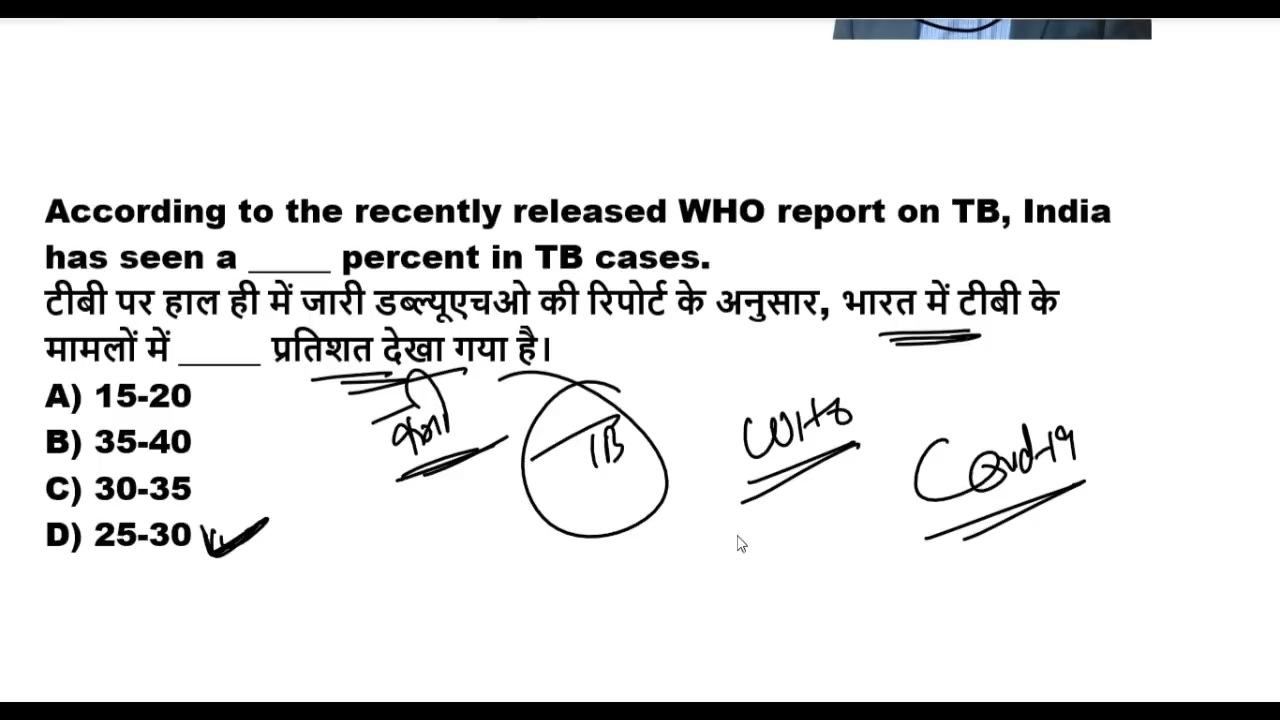 According to the recently released WHO report on TB, India
has seen a _____ percent in TB cases.
टीबी पर हाल ही में जारी डब्ल्यूएचओ की रिपोर्ट के अनुसार, भारत में टीबी के
मामलों में _____ प्रतिशत देखा गया है।
A) 15-20
B) 35-40
C) 30-35
D) 25-30
कमी
TB
WHO
Covid-19